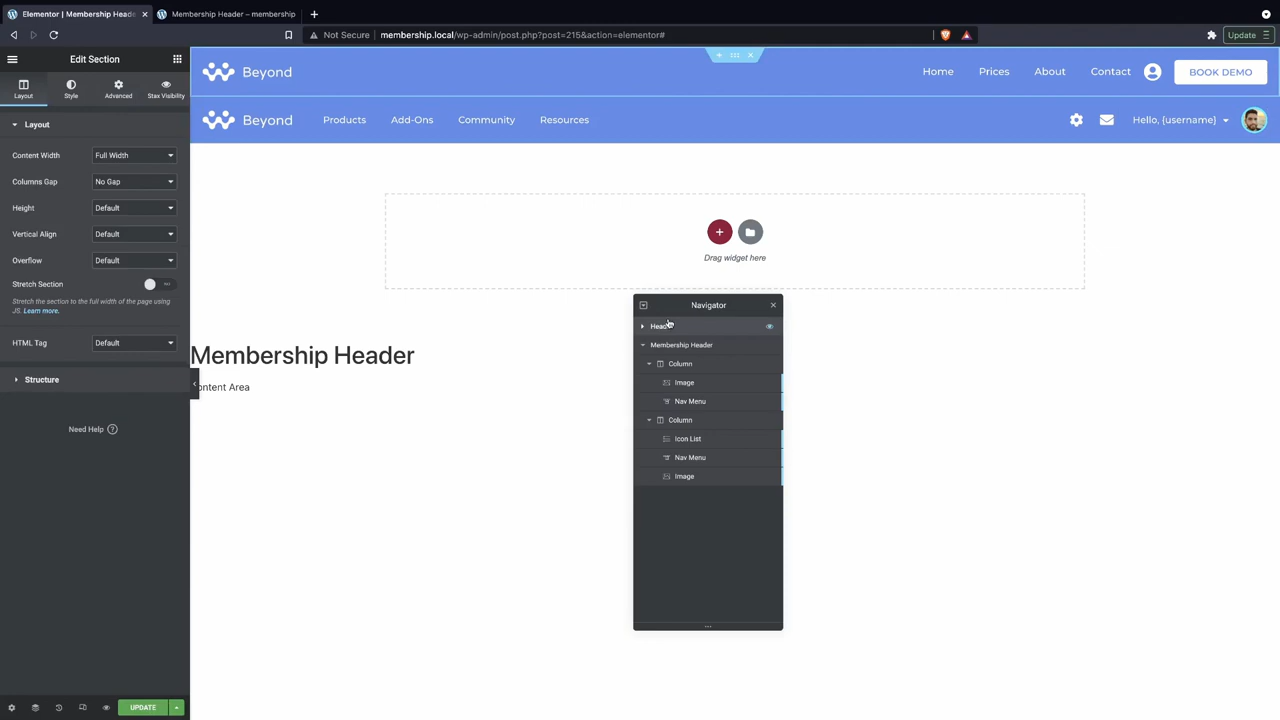 Elementor | Membership Heade
Membership Header – membership
Not Secure
membership.local/wp-admin/post.php?post=215&action=elementor#
Update
Edit Section
Layout
Style
Advanced
Stax Visibility
Layout
Content Width
Full Width
Columns Gap
No Gap
Height
Default
Vertical Align
Default
Overflow
Default
Stretch Section
Stretch the section to the full width of the page using
JS. Learn more.
HTML Tag
Default
Structure
Need Help
UPDATE
Beyond
Home
Prices
About
Contact
BOOK DEMO
Beyond
Products
Add-Ons
Community
Resources
Hello, {username}
Drag widget here
Membership Header
ontent Area
Navigator
Head
Membership Header
Column
Image
Nav Menu
Column
Icon List
Nav Menu
Image